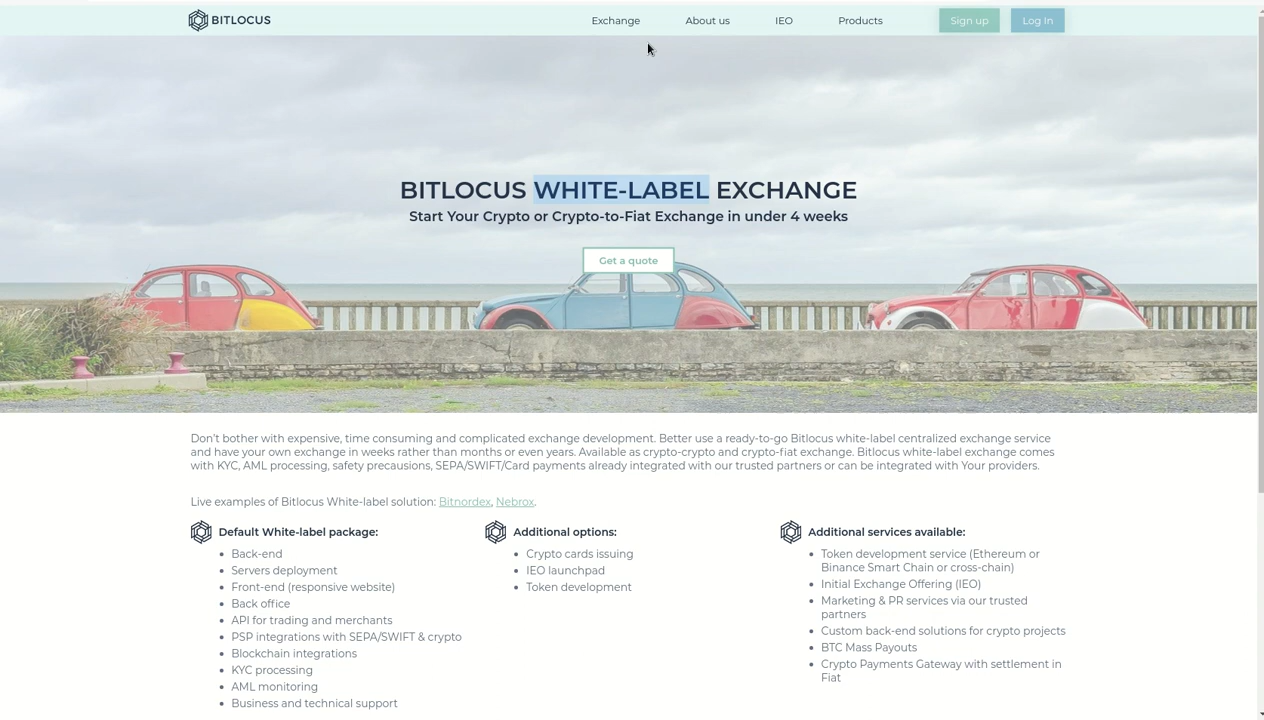 BITLOCUS
Exchange
About us
IEO
Products
Sign up
Log In
BITLOCUS WHITE-LABEL EXCHANGE
Start Your Crypto or Crypto-to-Fiat Exchange in under 4 weeks
Get a quote
Don't bother with expensive, time consuming and complicated exchange development. Better use a ready-to-go Bitlocus white-label centralized exchange service
and have your own exchange in weeks rather than months or even years. Available as crypto-crypto and crypto-fiat exchange. Bitlocus white-label exchange comes
with KYC, AML processing, safety precausions, SEPA/SWIFT/Card payments already integrated with our trusted partners or can be integrated with Your providers.
Live examples of Bitlocus White-label solution: Bitnordex, Nebrox.
Default White-label package:
Back-end
Servers deployment
Front-end (responsive website)
Back office
API for trading and merchants
PSP integrations with SEPA/SWIFT & crypto
Blockchain integrations
KYC processing
AML monitoring
Business and technical support
Additional options:
Crypto cards issuing
IEO launchpad
Token development
Additional services available:
Token development service (Ethereum or
Binance Smart Chain or cross-chain)
Initial Exchange Offering (IEO)
Marketing & PR services via our trusted
partners
Custom back-end solutions for crypto projects
BTC Mass Payouts
Crypto Payments Gateway with settlement in
Fiat